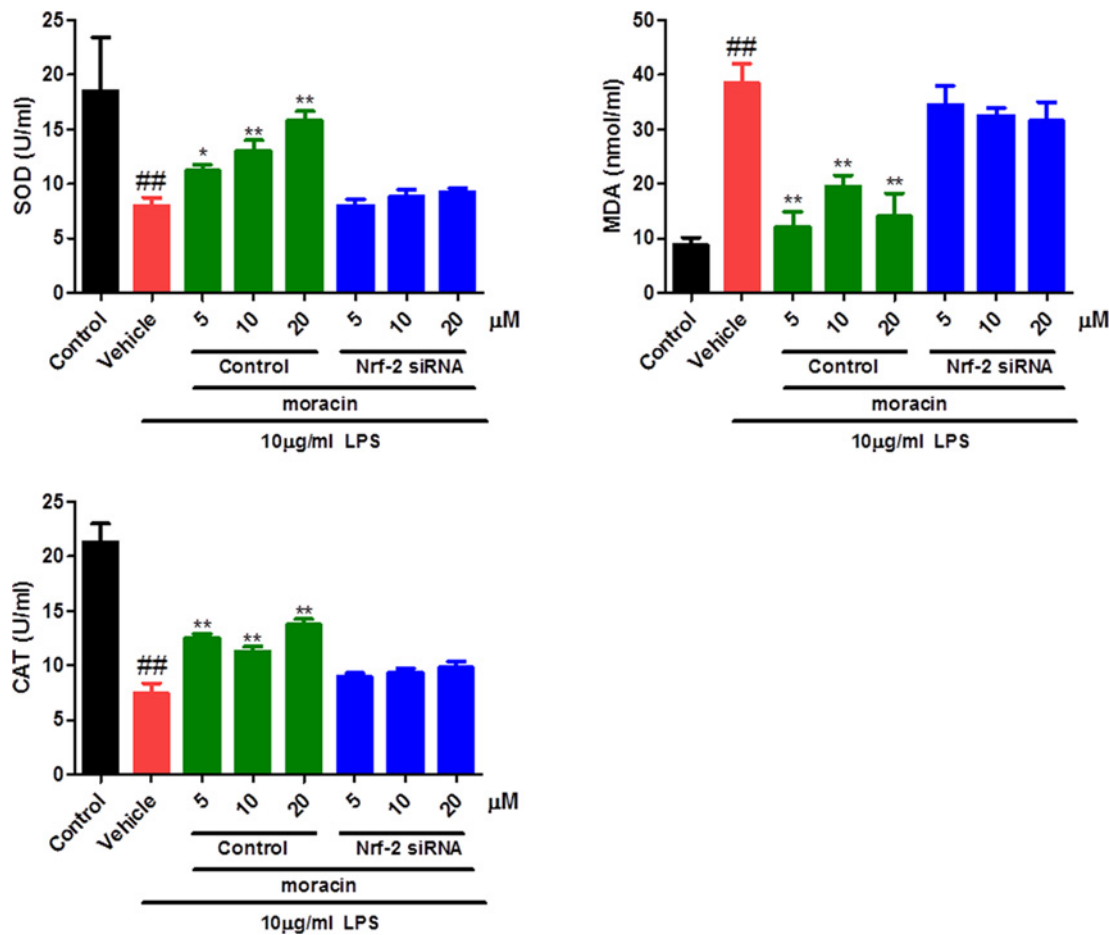 SOD (U/ml)
25
20
15
10
5
0
##
*
**
**
Control
Vehicle
5
10
20
5
10
20
μM
Control
Nrf-2 siRNA
moracin
10μg/ml LPS
MDA (nmol/ml)
50
40
30
20
10
0
##
**
**
**
Control
Vehicle
5
10
20
5
10
20
μM
Control
Nrf-2 siRNA
moracin
10μg/ml LPS
CAT (U/ml)
25
20
15
10
5
0
##
**
**
**
Control
Vehicle
5
10
20
5
10
20
μM
Control
Nrf-2 siRNA
moracin
10μg/ml LPS